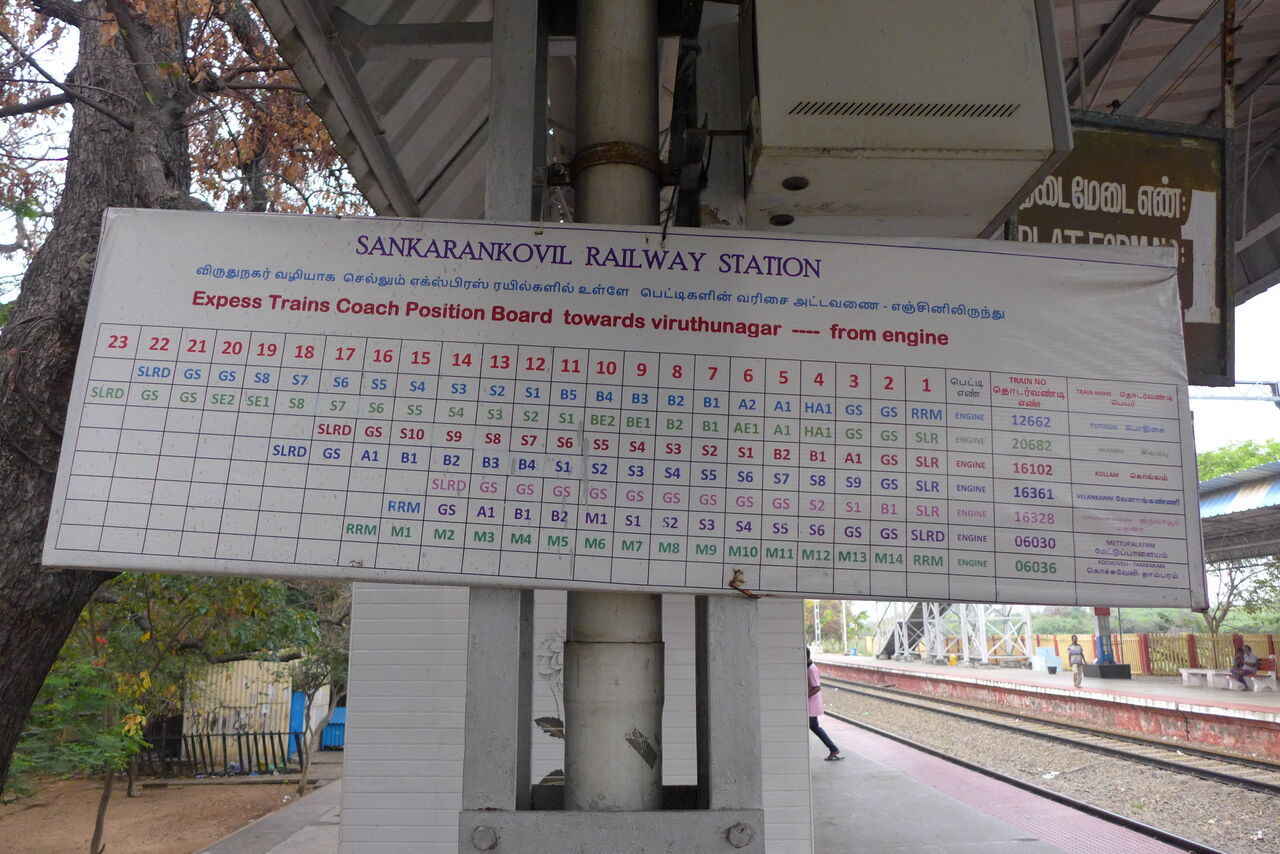 SANKARANKOVIL RAILWAY STATION
விருதுநகர் வழியாக செல்லும் எக்ஸ்பிரஸ் ரயில்களில் உள்ளே பெட்டிகளின் வரிசை அட்டவணை - எஞ்சினிலிருந்து
Expess Trains Coach Position Board towards viruthunagar ---- from engine
23 22 21 20 19 18 17 16 15 14 13 12 11 10 9 8 7 6 5 4 3 2 1 பெட்டி எண் TRAIN NO தொடர்வண்டி எண் TRAIN NAME தொடர்வண்டி பெயர்
SLRD GS GS S8 S7 S6 S5 S4 S3 S2 S1 B5 B4 B3 B2 B1 A2 A1 HA1 GS GS RRM ENGINE 12662 POTHIGAI பொதிகை
SLRD GS GS SE2 SE1 S8 S7 S6 S5 S4 S3 S2 S1 BE2 BE1 B2 B1 AE1 A1 HA1 GS GS SLR ENGINE 20682
SLRD GS S10 S9 S8 S7 S6 S5 S4 S3 S2 S1 B2 B1 A1 GS SLR ENGINE 16102 KOLLAM கொல்லம்
SLRD GS A1 B1 B2 B3 B4 S1 S2 S3 S4 S5 S6 S7 S8 S9 GS SLR ENGINE 16361 VELANKANNI வேளாங்கண்ணி
SLRD GS GS GS GS GS GS GS GS GS S2 S1 B1 SLR ENGINE 16328 குருவாயூர் மதுரை
RRM GS A1 B1 B2 M1 S1 S2 S3 S4 S5 S6 GS GS SLRD ENGINE 06030 METTUPALAYAM மேட்டுப்பாளையம்
RRM M1 M2 M3 M4 M5 M6 M7 M8 M9 M10 M11 M12 M13 M14 RRM ENGINE 06036 KOCHUVELI - TAMBARAM கொச்சுவேலி-தாம்பரம்
மேடை எண்: 1